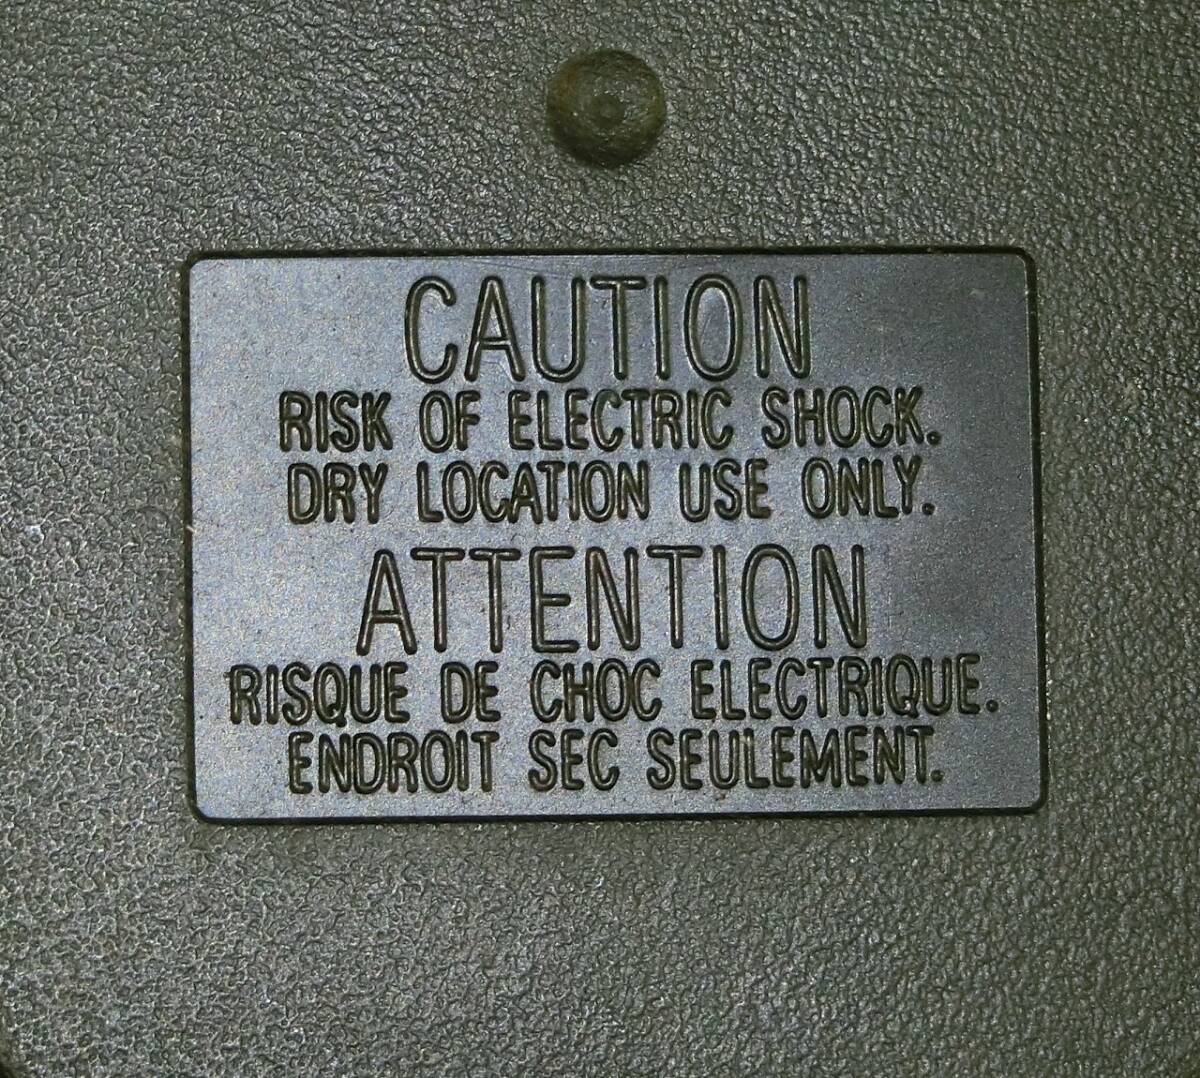 CAUTION
RISK OF ELECTRIC SHOCK.
DRY LOCATION USE ONLY.
ATTENTION
RISQUE DE CHOC ELECTRIQUE.
ENDROIT SEC SEULEMENT.